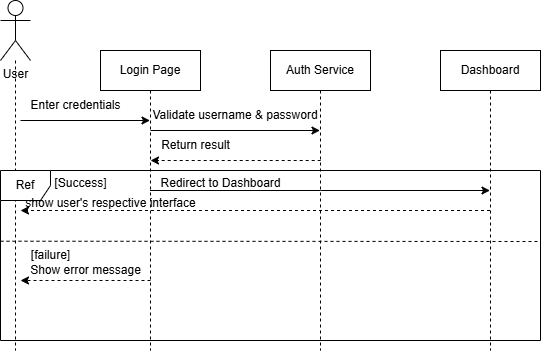 User
Login Page
Auth Service
Dashboard
Enter credentials
Validate username & password
Return result
Ref
[Success]
Redirect to Dashboard
show user's respective interface
[failure]
Show error message